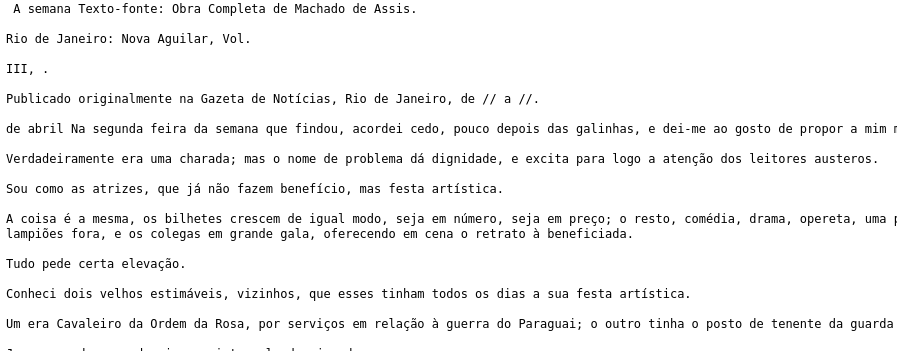 A semana Texto-fonte: Obra Completa de Machado de Assis.
Rio de Janeiro: Nova Aguilar, Vol.
III, .
Publicado originalmente na Gazeta de Notícias, Rio de Janeiro, de // a //.
de abril Na segunda feira da semana que findou, acordei cedo, pouco depois das galinhas, e dei-me ao gosto de propor a mim
Verdadeiramente era uma charada; mas o nome de problema dá dignidade, e excita para logo a atenção dos leitores austeros.
Sou como as atrizes, que já não fazem benefício, mas festa artística.
A coisa é a mesma, os bilhetes crescem de igual modo, seja em número, seja em preço; o resto, comédia, drama, opereta, uma
lampiões fora, e os colegas em grande gala, oferecendo em cena o retrato à beneficiada.
Tudo pede certa elevação.
Conheci dois velhos estimáveis, vizinhos, que esses tinham todos os dias a sua festa artística.
Um era Cavaleiro da Ordem da Rosa, por serviços em relação à guerra do Paraguai; o outro tinha o posto de tenente da guarda